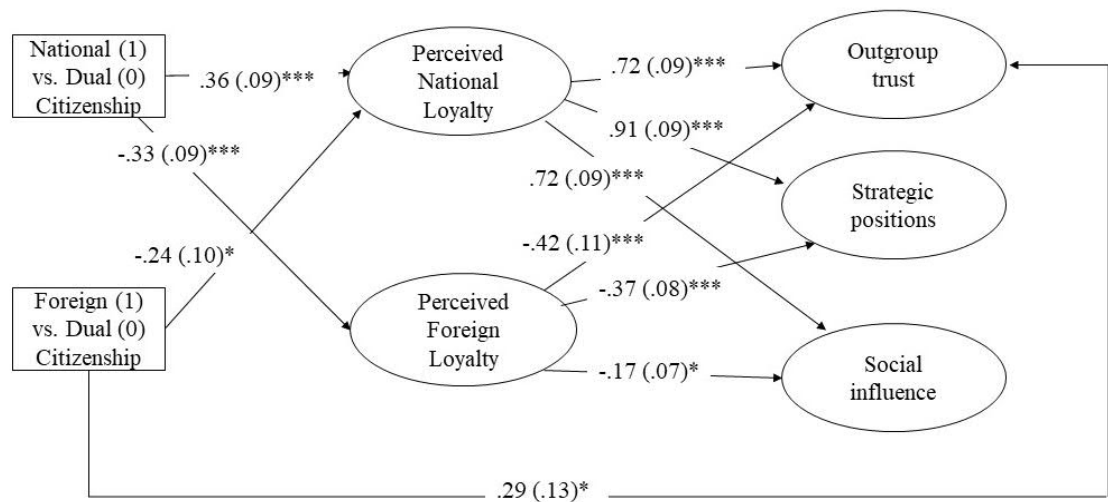 National (1)
vs. Dual (0)
Citizenship
Perceived
National
Loyalty
Outgroup
trust
.36 (.09)***
.72 (.09)***
.91 (.09)***
-.33 (.09)***
.72 (.09)***
Strategic
positions
-.24 (.10)*
-.42 (.11)***
-.37 (.08)***
Foreign (1)
vs. Dual (0)
Citizenship
Perceived
Foreign
Loyalty
-.17 (.07)*
Social
influence
.29 (.13)*